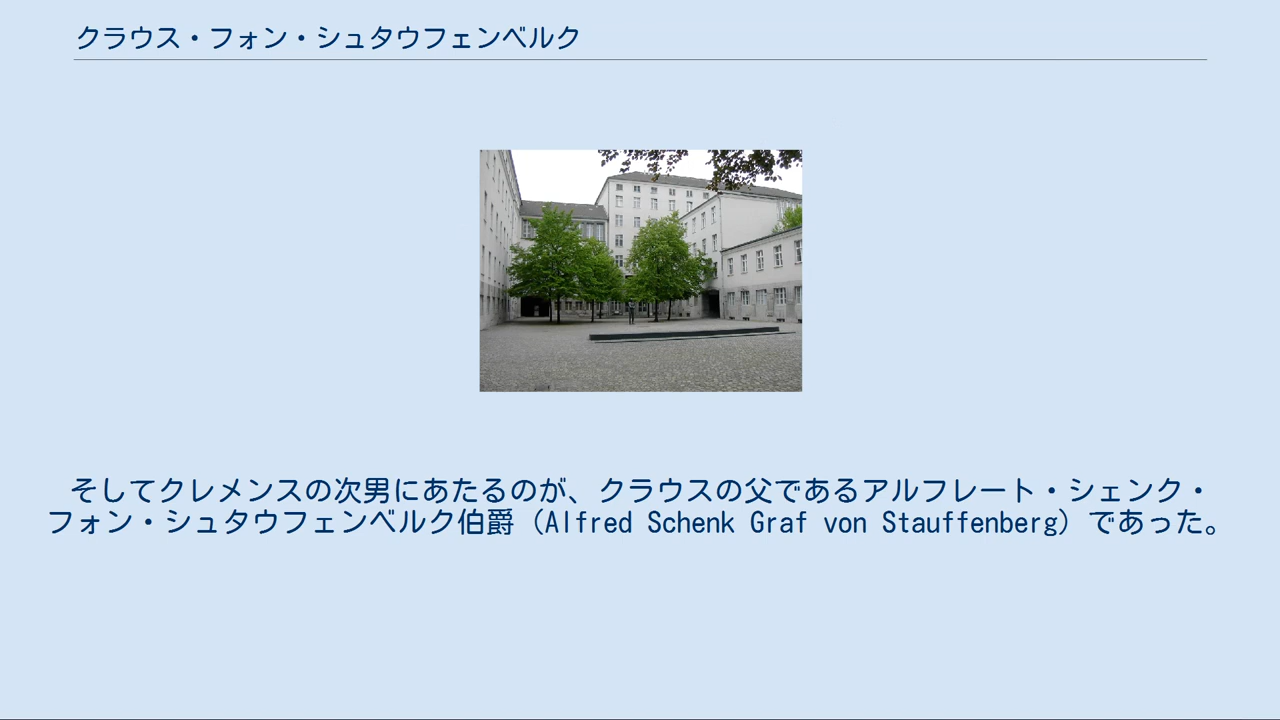 クラウス・フォン・シュタウフェンベルク
そしてクレメンスの次男にあたるのが、クラウスの父であるアルフレート・シェンク・
フォン・シュタウフェンベルク伯爵（Alfred Schenk Graf von Stauffenberg）であった。